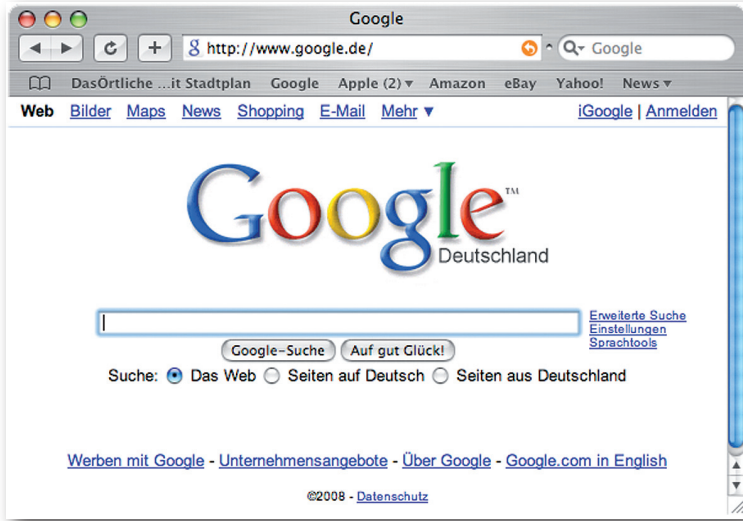 Google
http://www.google.de/ Google
DasÖrtliche ...it Stadtplan Google Apple (2) ▾ Amazon eBay Yahoo! News ▾
Web Bilder Maps News Shopping E-Mail Mehr ▼ iGoogle | Anmelden
Google™
Deutschland
Erweiterte Suche
Einstellungen
Sprachtools
Google-Suche Auf gut Glück!
Suche: Das Web Seiten auf Deutsch Seiten aus Deutschland
Werben mit Google - Unternehmensangebote - Über Google - Google.com in English
©2008 - Datenschutz